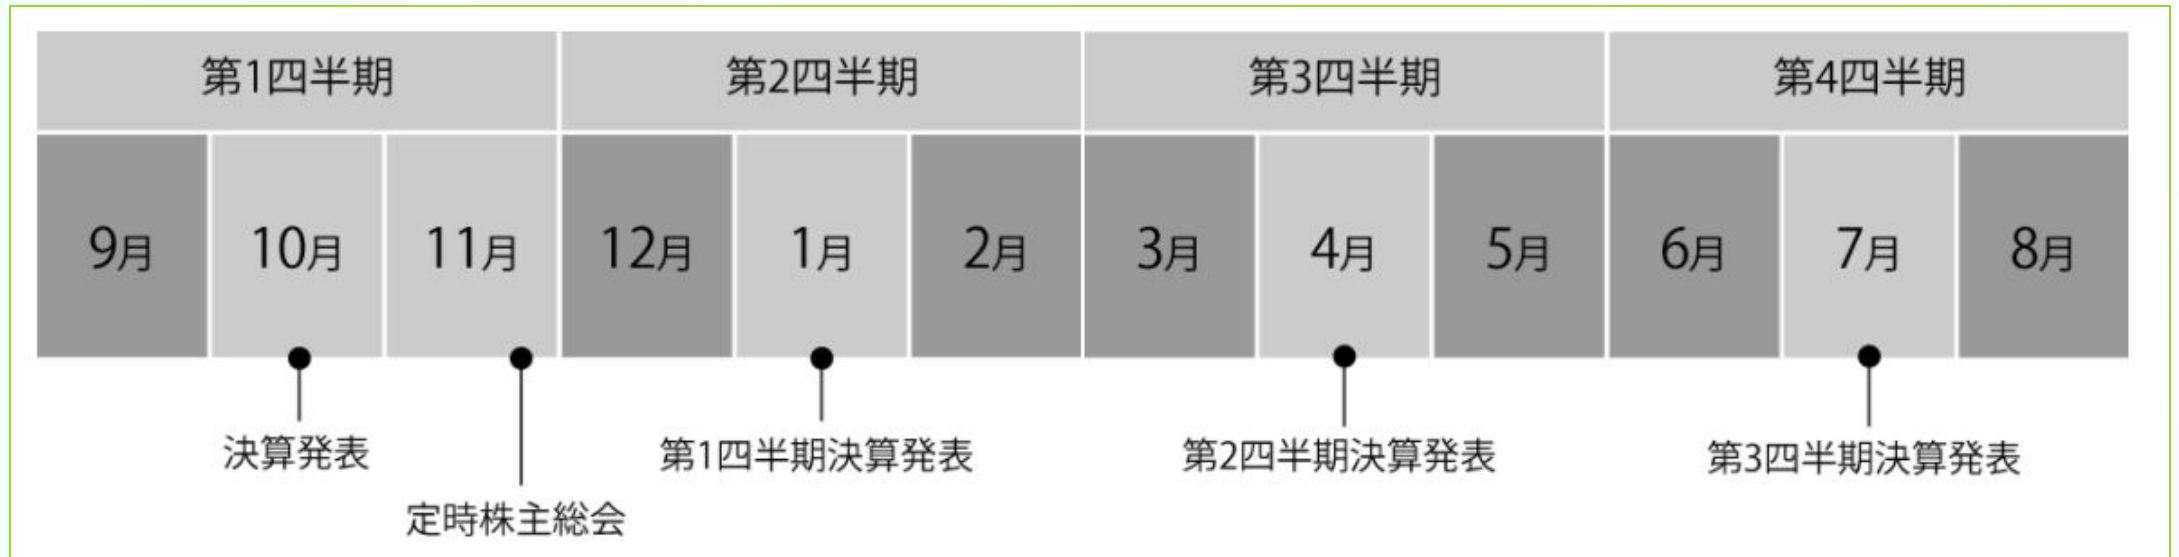 第1四半期 第2四半期 第3四半期 第4四半期
9月 10月 11月 12月 1月 2月 3月 4月 5月 6月 7月 8月
決算発表 第1四半期決算発表 第2四半期決算発表 第3四半期決算発表
定時株主総会